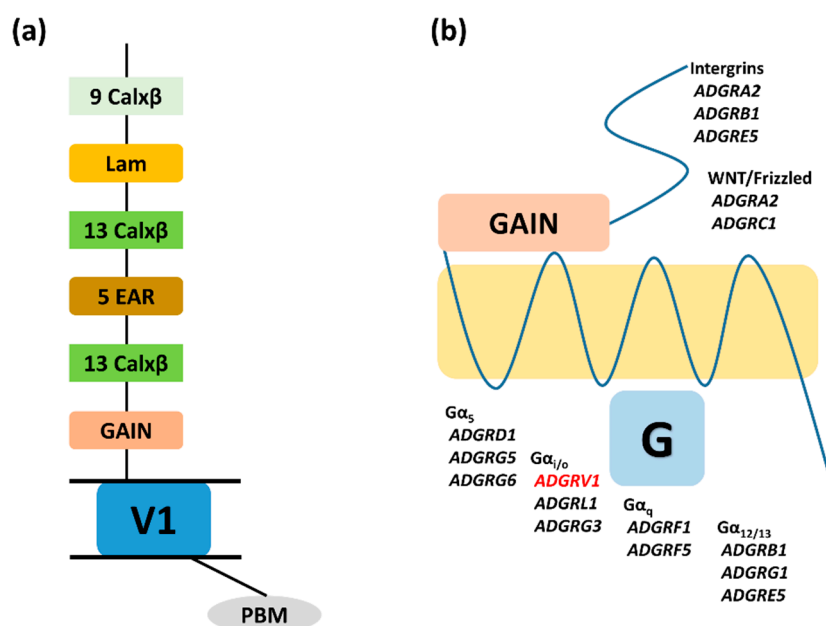 (a)
9 Calxβ
Lam
13 Calxβ
5 EAR
13 Calxβ
GAIN
V1
PBM
(b)
Intergrins
ADGRA2
ADGRB1
ADGRE5
WNT/Frizzled
ADGRA2
ADGRC1
GAIN
G
Gα5
ADGRD1
ADGRG5
ADGRG6
Gαi/o
ADGRV1
ADGRL1
ADGRG3
Gαq
ADGRF1
ADGRF5
Gα12/13
ADGRB1
ADGRG1
ADGRE5